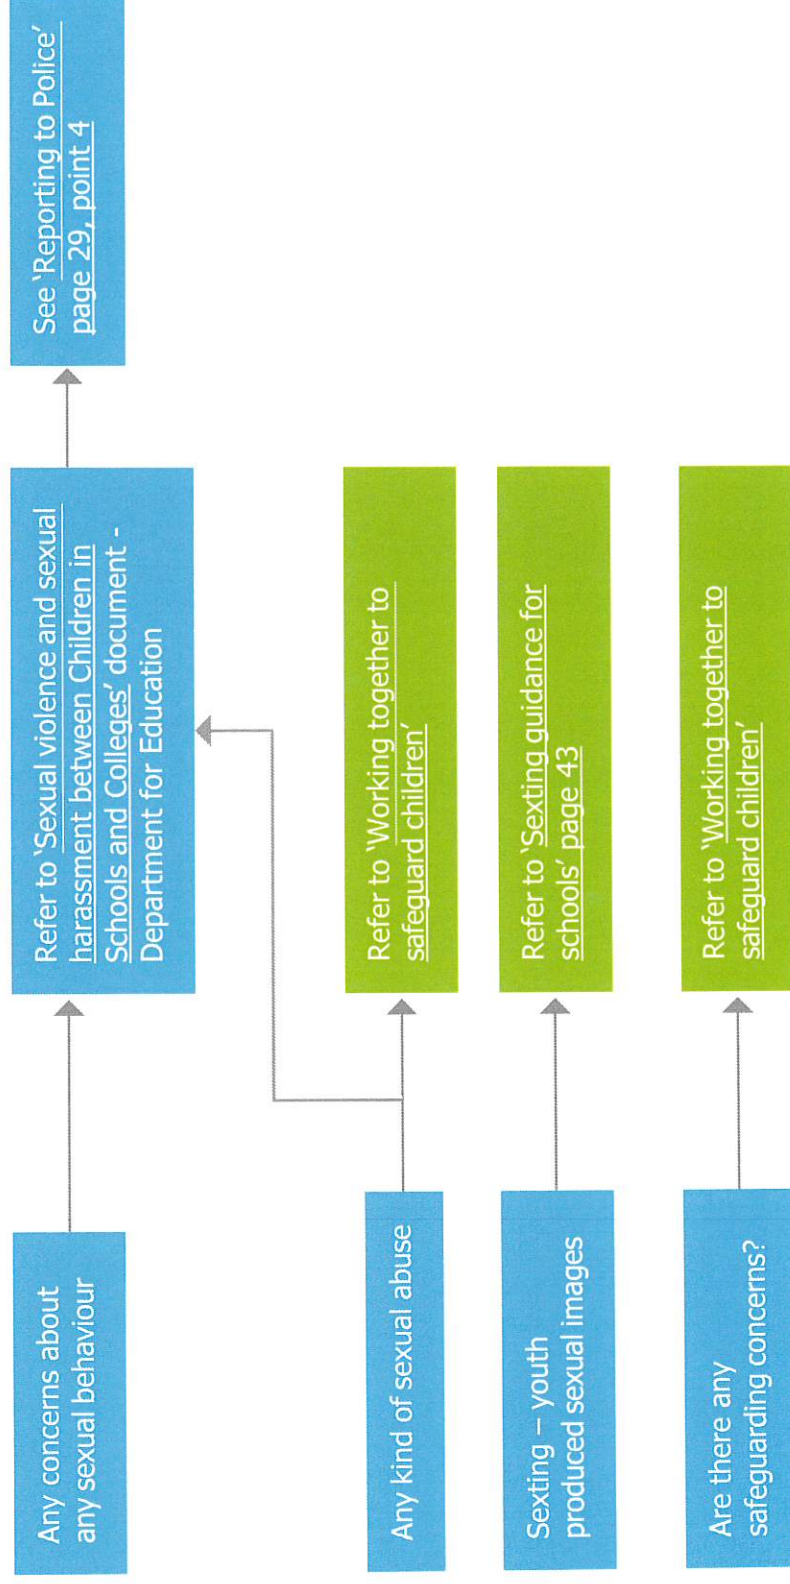 Any concerns about
any sexual behaviour
Refer to ‘Sexual violence and sexual
harassment between Children in
Schools and Colleges’ document -
Department for Education
See ‘Reporting to Police’
page 29, point 4
Any kind of sexual abuse
Refer to ‘Working together to
safeguard children’
Sexting – youth
produced sexual images
Refer to ‘Sexting guidance for
schools’ page 43
Are there any
safeguarding concerns?
Refer to ‘Working together to
safeguard children’